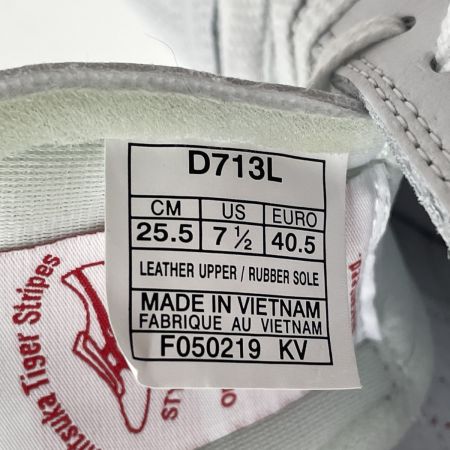 D713L
CM US EURO
25.5 7 ½ 40.5
LEATHER UPPER / RUBBER SOLE
MADE IN VIETNAM
FABRIQUE AU VIETNAM
F050219 KV
Tiger Stripes